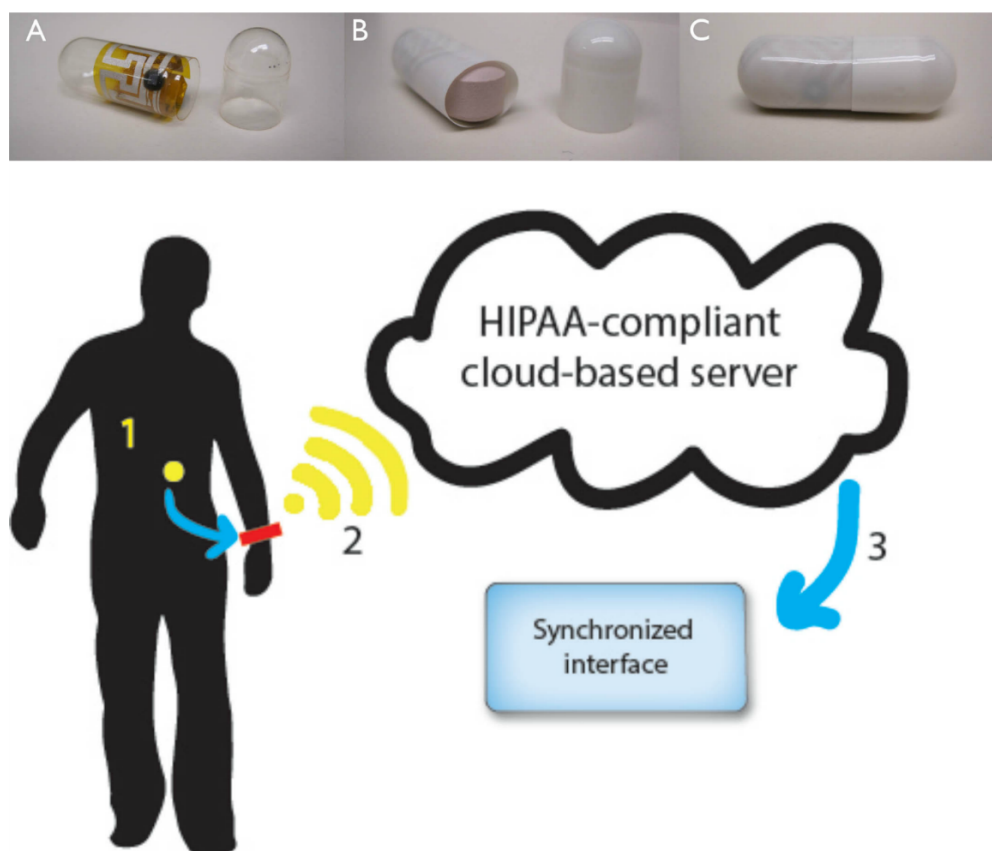 A
B
C
HIPAA-compliant
cloud-based server
1
2
3
Synchronized
interface